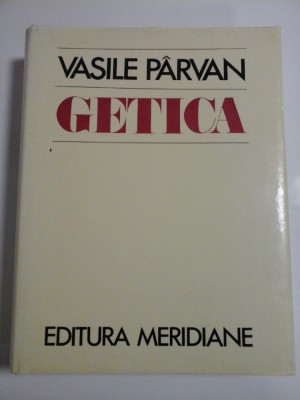 VASILE PÂRVAN
GETICA
EDITURA MERIDIANE